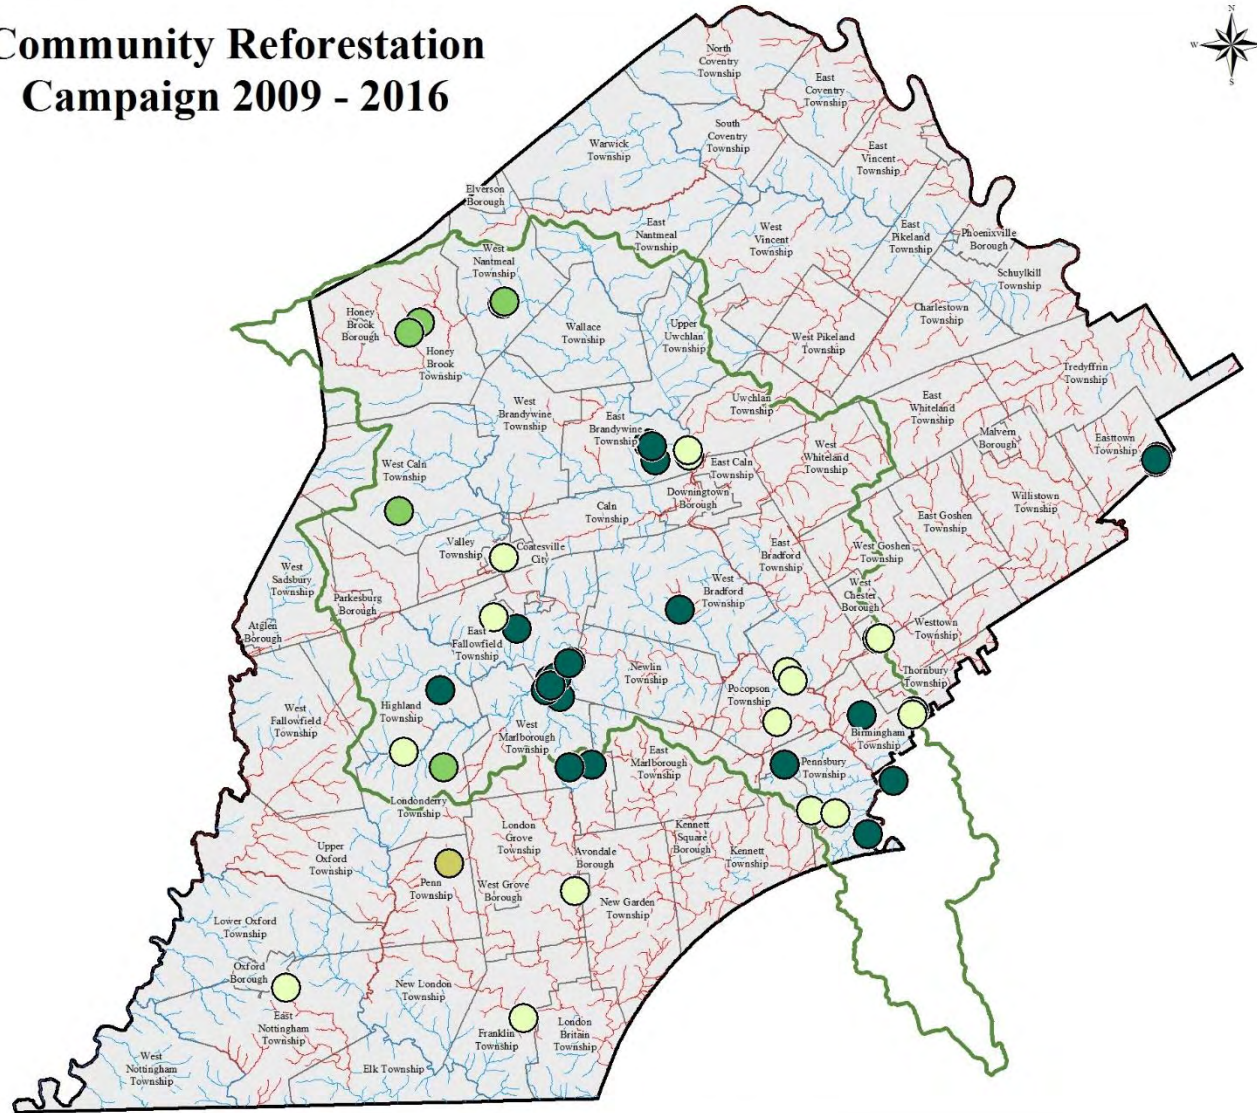 Community Reforestation
Campaign 2009 - 2016
N
W
S
North
Coventry
Township
East
Coventry
Township
South
Coventry
Township
Warwick
Township
East
Vincent
Township
Elverson
Borough
East
Nantmeal
Township
West
Vincent
Township
East
Pikeland
Township
Phoenixville
Borough
West
Nantmeal
Township
Schuylkill
Township
Charlestown
Township
Honey
Brook
Borough
Honey
Brook
Township
Wallace
Township
Upper
Uwchlan
Township
West Pikeland
Township
Tredyffrin
Township
West
Brandywine
Township
East
Brandywine
Township
Uwchlan
Township
East
Whiteland
Township
Malvern
Borough
Easttown
Township
West Caln
Township
East Caln
Township
West
Whiteland
Township
Downingtown
Borough
Willistown
Township
Caln
Township
East Goshen
Township
Valley
Township
Coatesville
City
East
Bradford
Township
West Goshen
Township
West
Sadsbury
Township
Parkesburg
Borough
West
Bradford
Township
West
Chester
Borough
Atglen
Borough
East
Fallowfield
Township
Westtown
Township
Newlin
Township
Thornbury
Township
Pocopson
Township
West
Fallowfield
Township
Highland
Township
West
Marlborough
Township
Birmingham
Township
East
Marlborough
Township
Pennsbury
Township
Londonderry
Township
London
Grove
Township
Kennett
Square
Borough
Upper
Oxford
Township
Avondale
Borough
Kennett
Township
Penn
Township
West Grove
Borough
New Garden
Township
Lower Oxford
Township
Oxford
Borough
New London
Township
East
Nottingham
Township
Franklin
Township
London
Britain
Township
West
Nottingham
Township
Elk Township